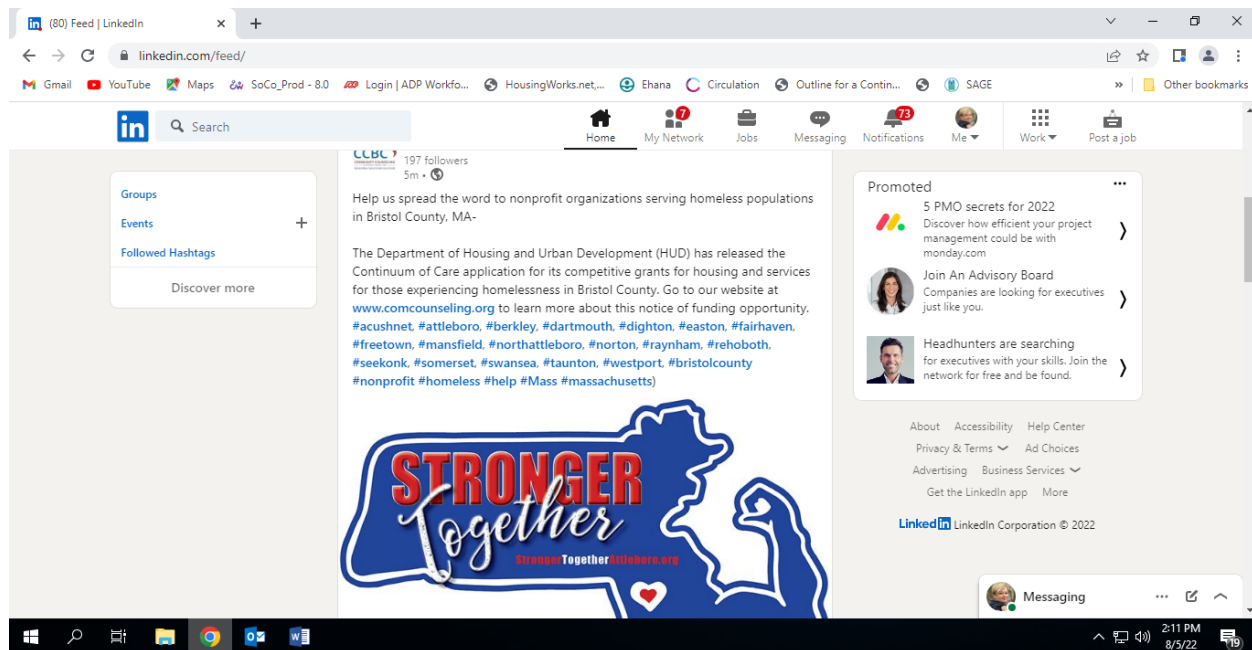 (80) Feed | LinkedIn
linkedin.com/feed/
Gmail YouTube Maps SoCo_Prod - 8.0 Login | ADP Workfo... HousingWorks.net,... Ehana Circulation Outline for a Contin... SAGE » Other bookmarks
in Search
7
73
Home My Network Jobs Messaging Notifications Me Work Post a job
CCBC
197 followers
5m •
Groups
Events +
Followed Hashtags
Discover more
Help us spread the word to nonprofit organizations serving homeless populations
in Bristol County, MA-
The Department of Housing and Urban Development (HUD) has released the
Continuum of Care application for its competitive grants for housing and services
for those experiencing homelessness in Bristol County. Go to our website at
www.comcounseling.org to learn more about this notice of funding opportunity.
#acushnet, #attleboro, #berkley, #dartmouth, #dighton, #easton, #fairhaven,
#freetown, #mansfield, #northattleboro, #norton, #raynham, #rehoboth,
#seekonk, #somerset, #swansea, #taunton, #westport, #bristolcounty
#nonprofit #homeless #help #Mass #massachusetts)
STRONGER
Together
StrongerTogetherAttleboro.org
Promoted
5 PMO secrets for 2022
Discover how efficient your project
management could be with
monday.com
Join An Advisory Board
Companies are looking for executives
just like you.
Headhunters are searching
for executives with your skills. Join the
network for free and be found.
About Accessibility Help Center
Privacy & Terms Ad Choices
Advertising Business Services
Get the LinkedIn app More
Linked in LinkedIn Corporation © 2022
Messaging
2:11 PM
8/5/22
19